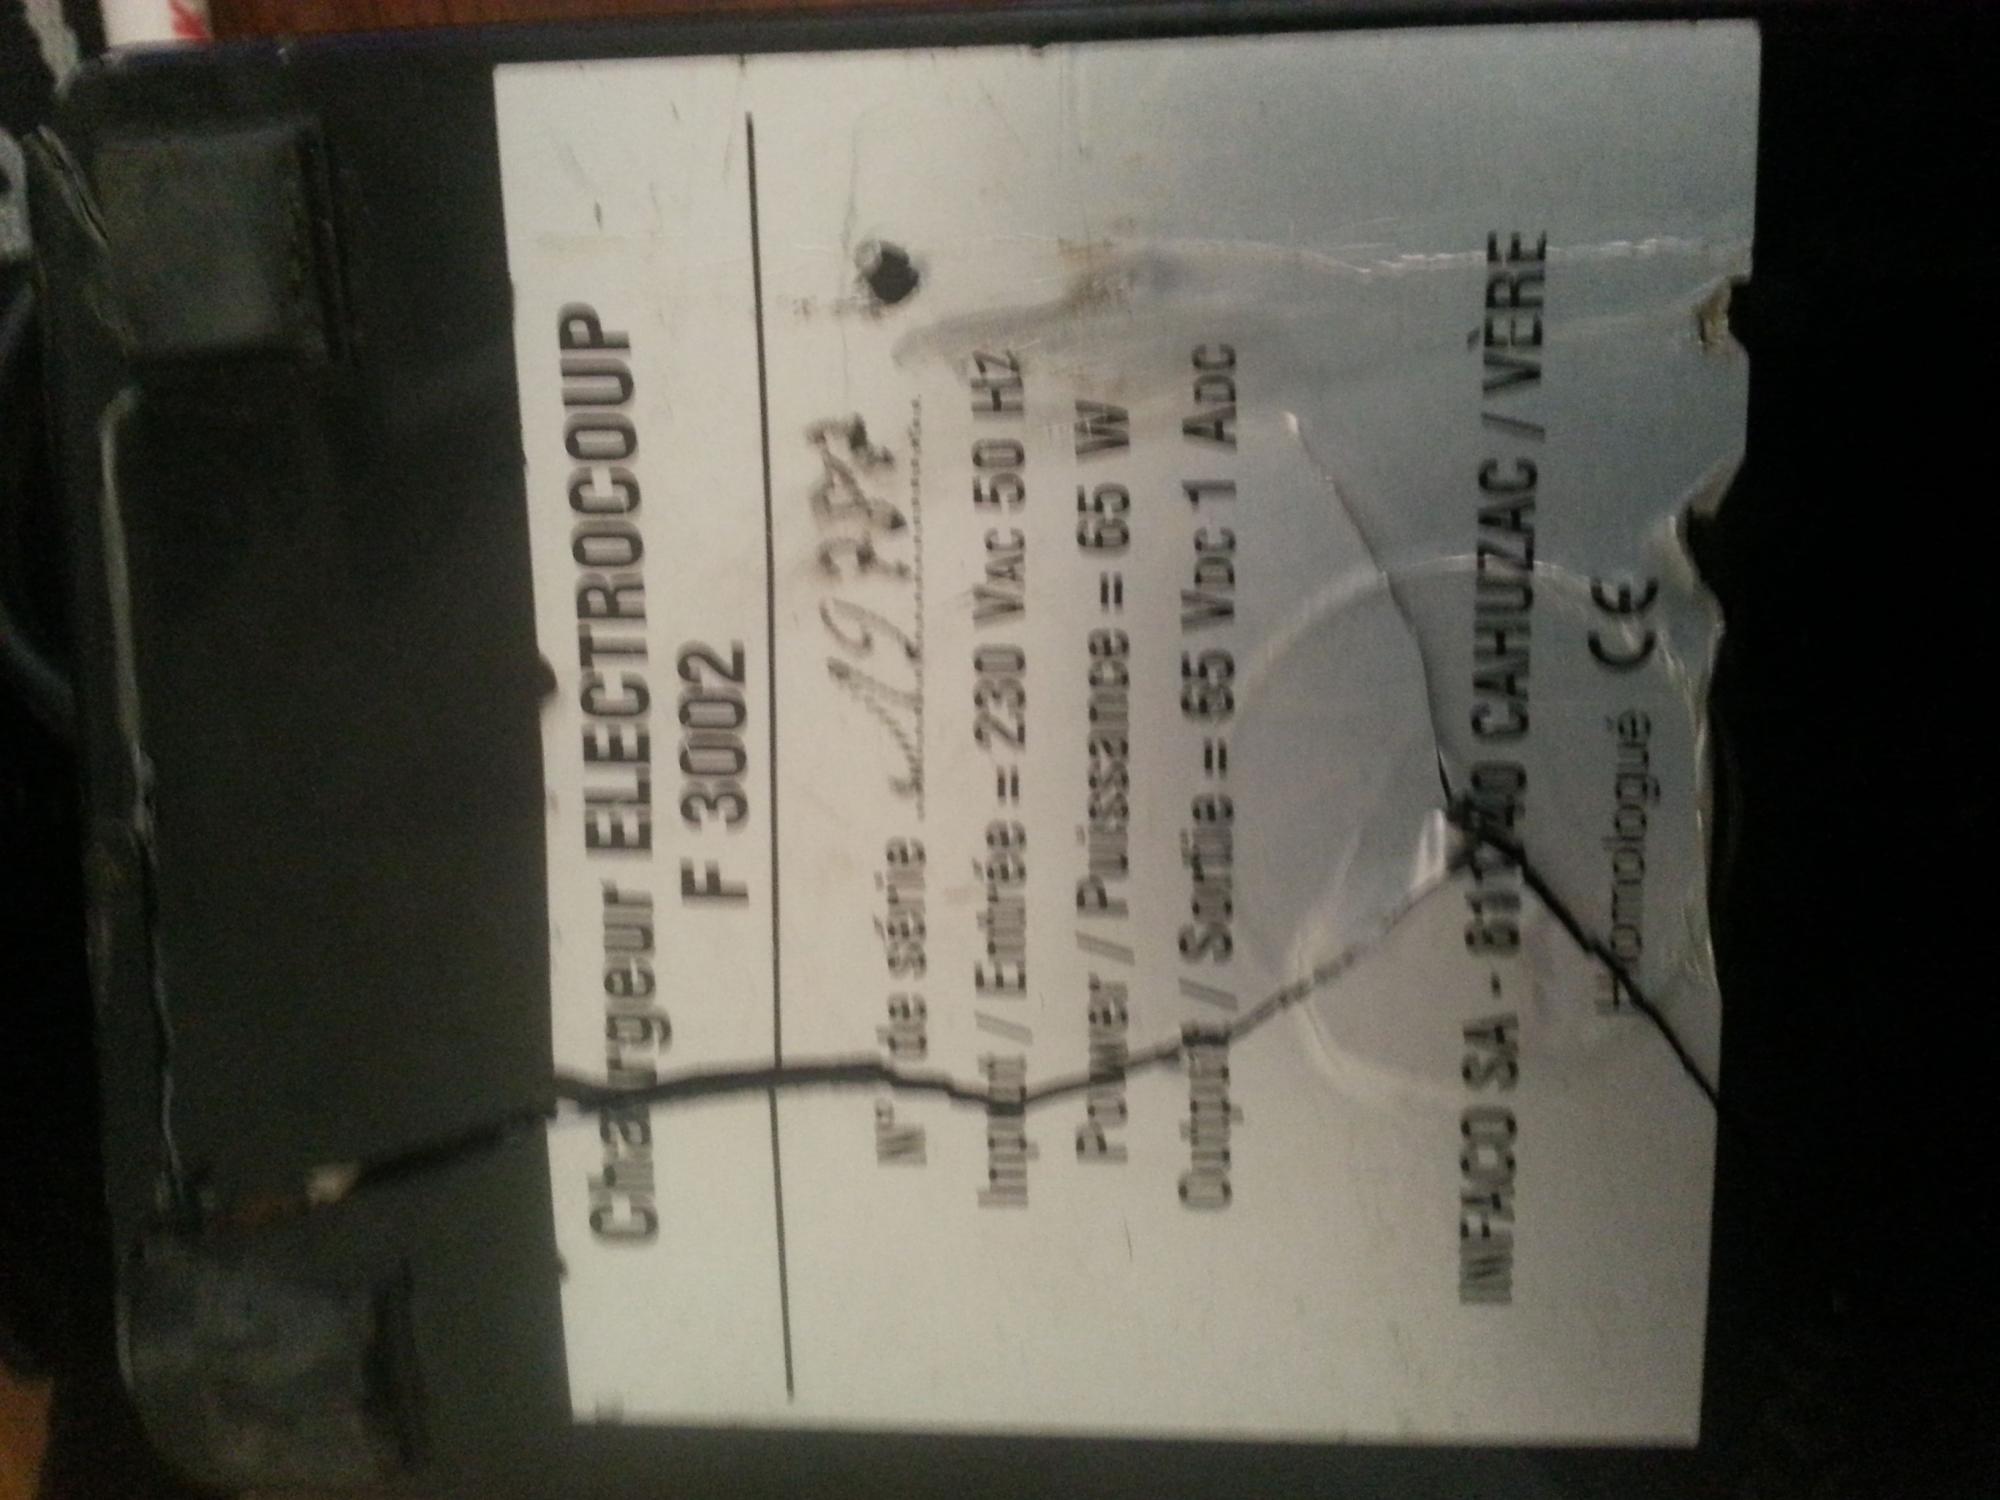 Chargeur ELECTROCOUP
F 3002
N° de série
Input / Entrée = 230 VAC 50 Hz
Power / Puissance = 65 W
Output / Sortie = 65 VDC 1 ADC
INFACO SA - 81140 CAHUZAC / VÈRE
Homologué CE